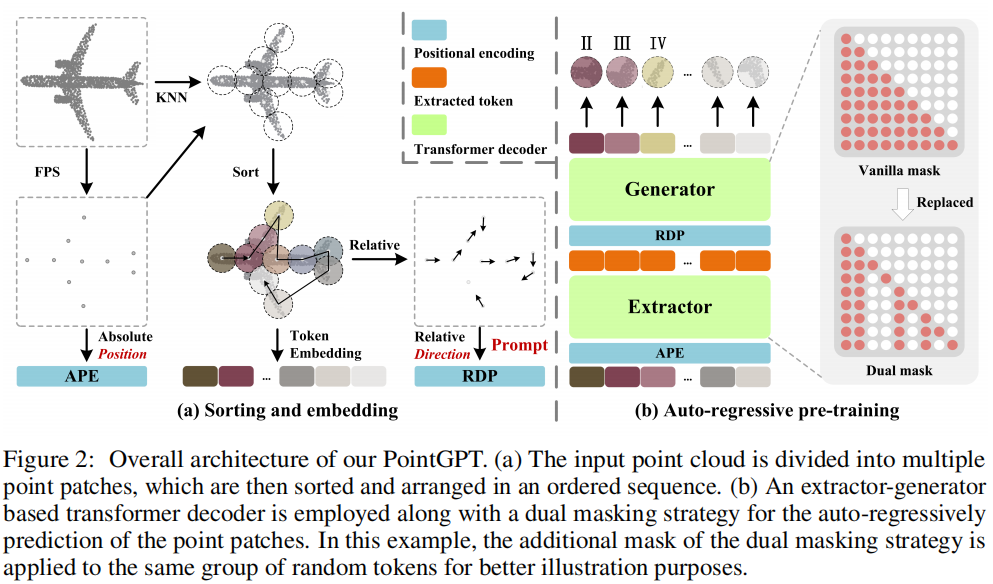 KNN
FPS
Sort
Absolute
Position
APE
Token
Embedding
Relative
Relative
Direction
Prompt
RDP
(a) Sorting and embedding
Positional encoding
Extracted token
Transformer decoder
II III IV
... 
Generator
RDP
...
Extractor
APE
...
(b) Auto-regressive pre-training
Vanilla mask
Replaced
Dual mask
Figure 2: Overall architecture of our PointGPT. (a) The input point cloud is divided into multiple
point patches, which are then sorted and arranged in an ordered sequence. (b) An extractor-generator
based transformer decoder is employed along with a dual masking strategy for the auto-regressively
prediction of the point patches. In this example, the additional mask of the dual masking strategy is
applied to the same group of random tokens for better illustration purposes.